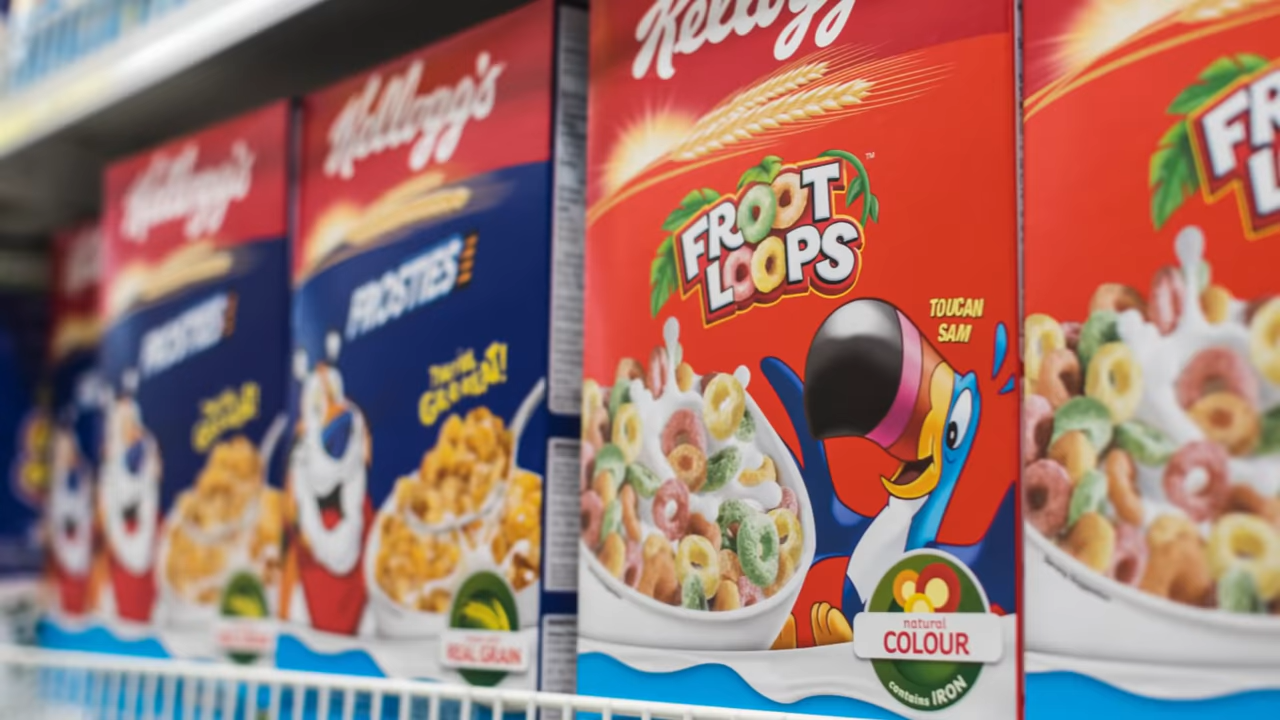 Kellogg's
FROSTIES
Kellogg's
FROSTIES
They're
GR-R-REAT!
REAL GRAIN
Kellogg
FROOT
LOOPS
™
TOUCAN
SAM
natural
COLOUR
contains IRON
FR
L